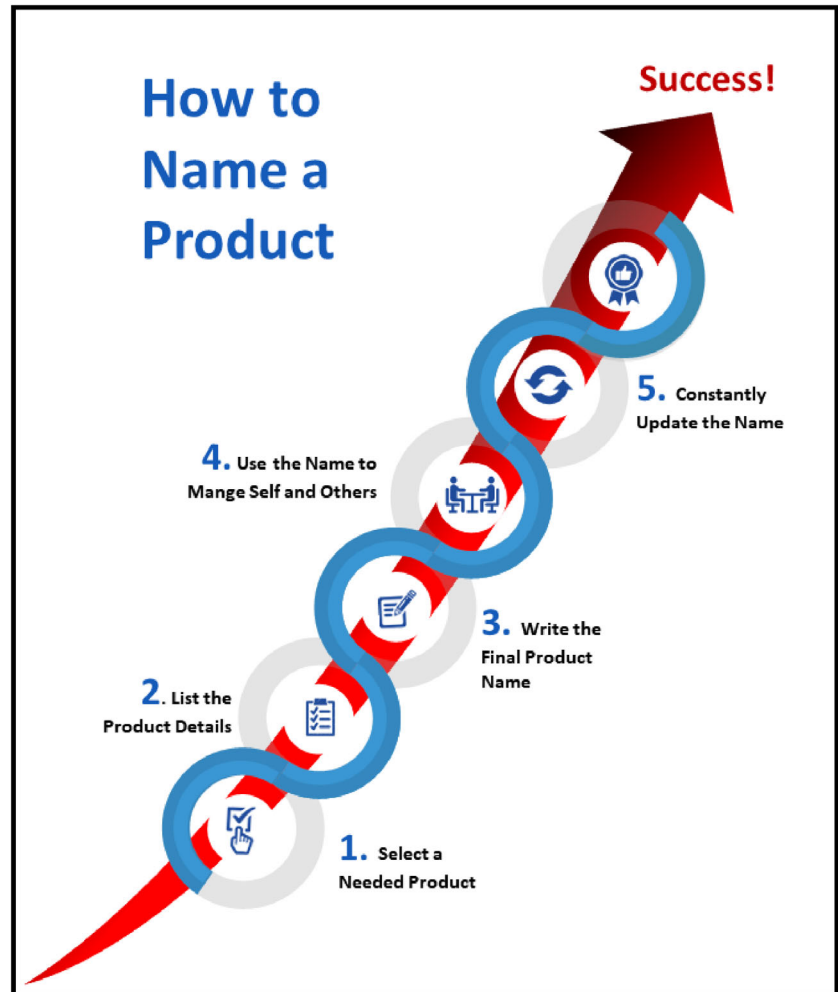 How to
Name a
Product
Success!
5. Constantly
Update the Name
4. Use the Name to
Mange Self and Others
3. Write the
Final Product
Name
2. List the
Product Details
1. Select a
Needed Product